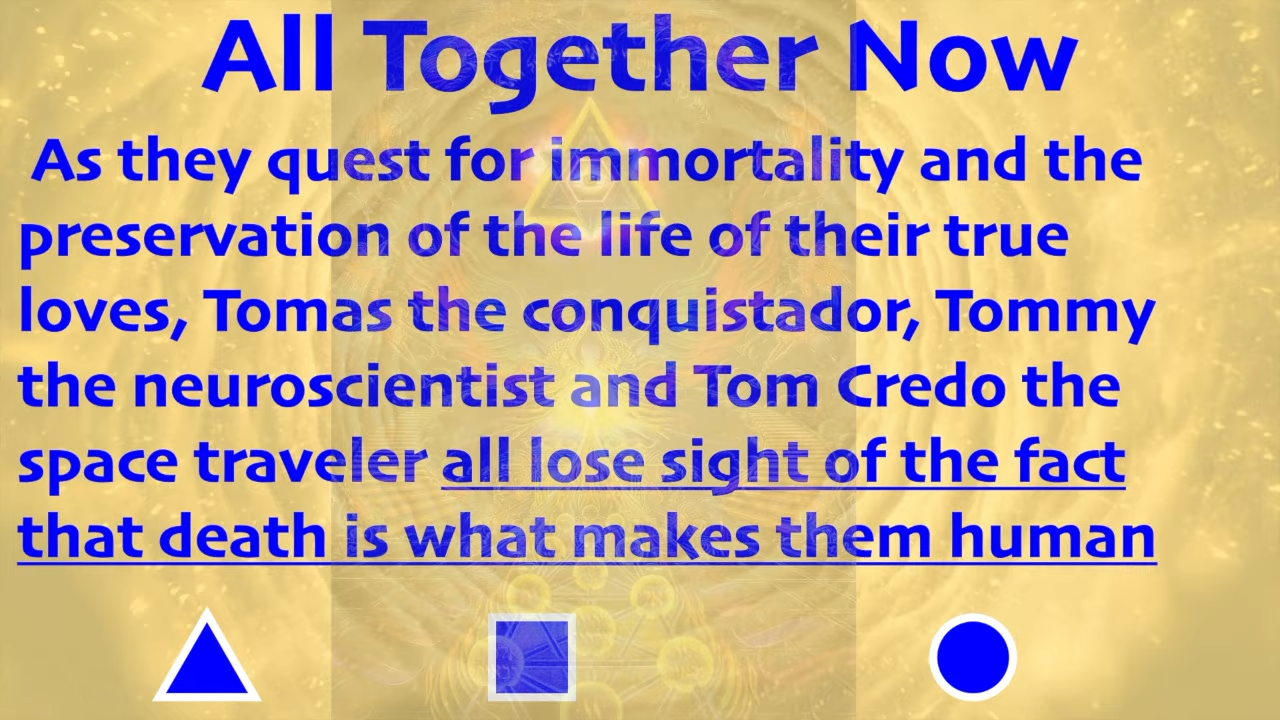 All Together Now
As they quest for immortality and the
preservation of the life of their true
loves, Tomas the conquistador, Tommy
the neuroscientist and Tom Credo the
space traveler all lose sight of the fact
that death is what makes them human